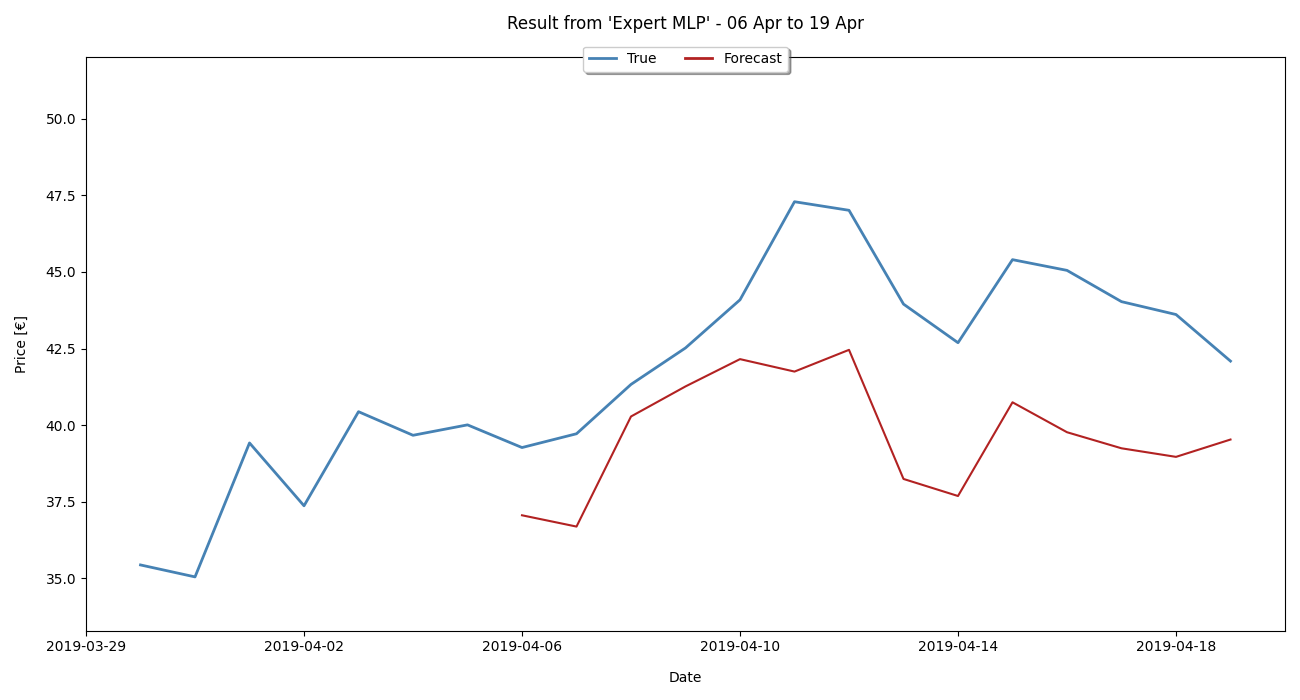 Result from 'Expert MLP' - 06 Apr to 19 Apr
True Forecast
50.0
47.5
45.0
42.5
40.0
37.5
35.0
Price [€]
2019-03-29 2019-04-02 2019-04-06 2019-04-10 2019-04-14 2019-04-18
Date